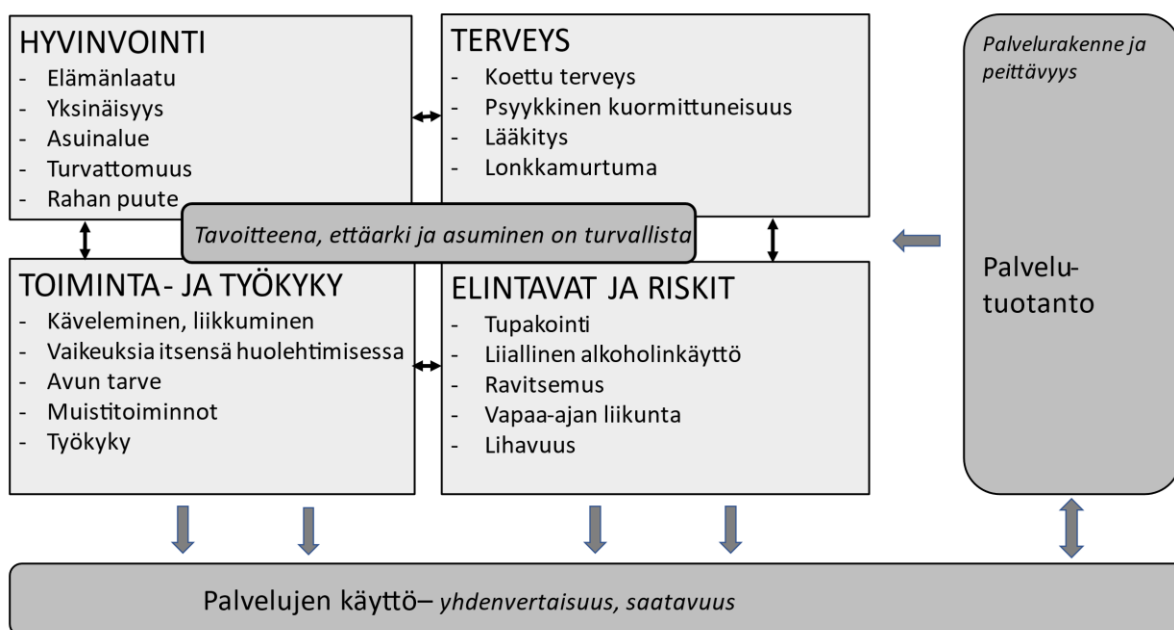 HYVINVOINTI
- Elämänlaatu
- Yksinäisyys
- Asuinalue
- Turvattomuus
- Rahan puute
TERVEYS
- Koettu terveys
- Psyykkinen kuormittuneisuus
- Lääkitys
- Lonkkamurtuma
Palvelurakenne ja
peittävyys
Tavoitteena, ettäarki ja asuminen on turvallista
TOIMINTA- JA TYÖKYKY
- Käveleminen, liikkuminen
- Vaikeuksia itsensä huolehtimisessa
- Avun tarve
- Muistitoiminnot
- Työkyky
ELINTAVAT JA RISKIT
- Tupakointi
- Liiallinen alkoholinkäyttö
- Ravitsemus
- Vapaa-ajan liikunta
- Lihavuus
Palvelu-
tuotanto
Palvelujen käyttö– yhdenvertaisuus, saatavuus